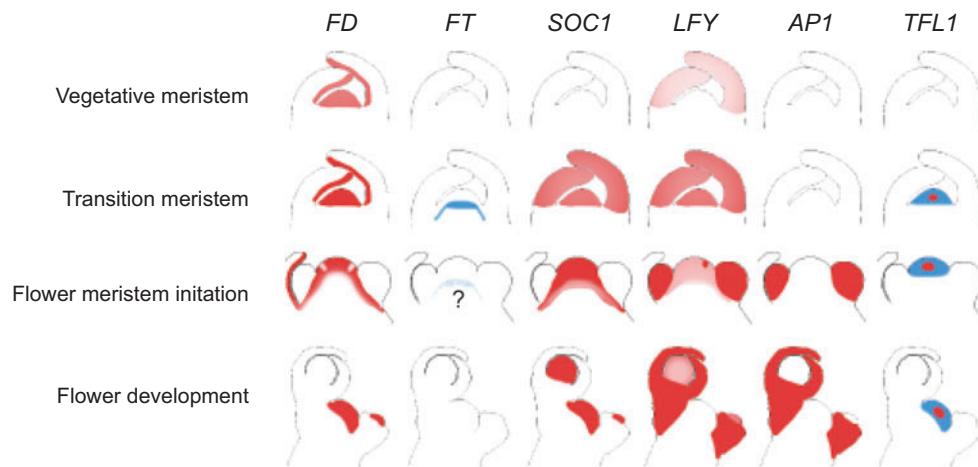 FD FT SOC1 LFY AP1 TFL1
Vegetative meristem
Transition meristem
Flower meristem initation
?
Flower development